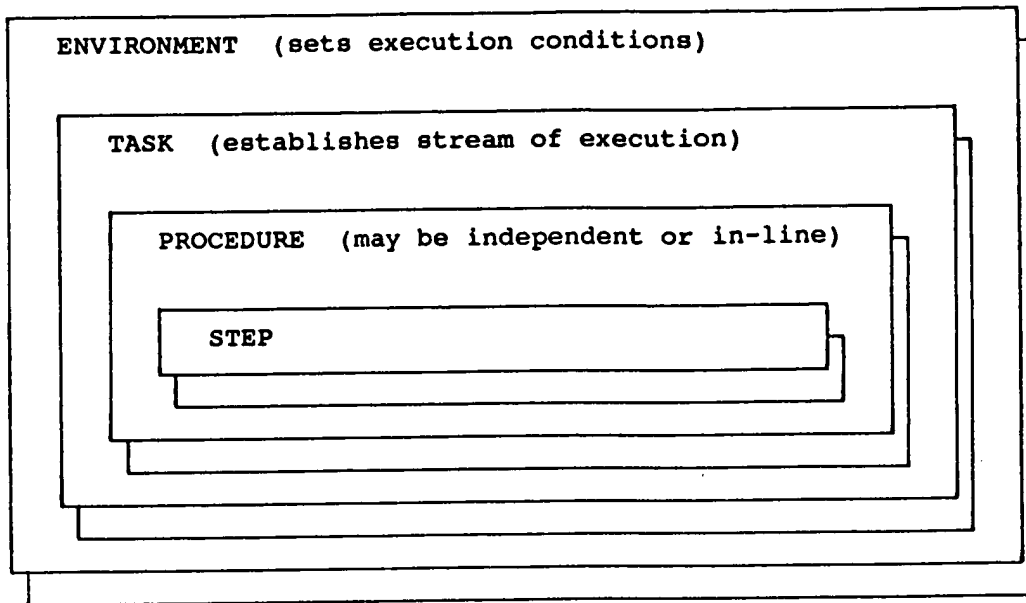 ENVIRONMENT (sets execution conditions)
TASK (establishes stream of execution)
PROCEDURE (may be independent or in-line)
STEP